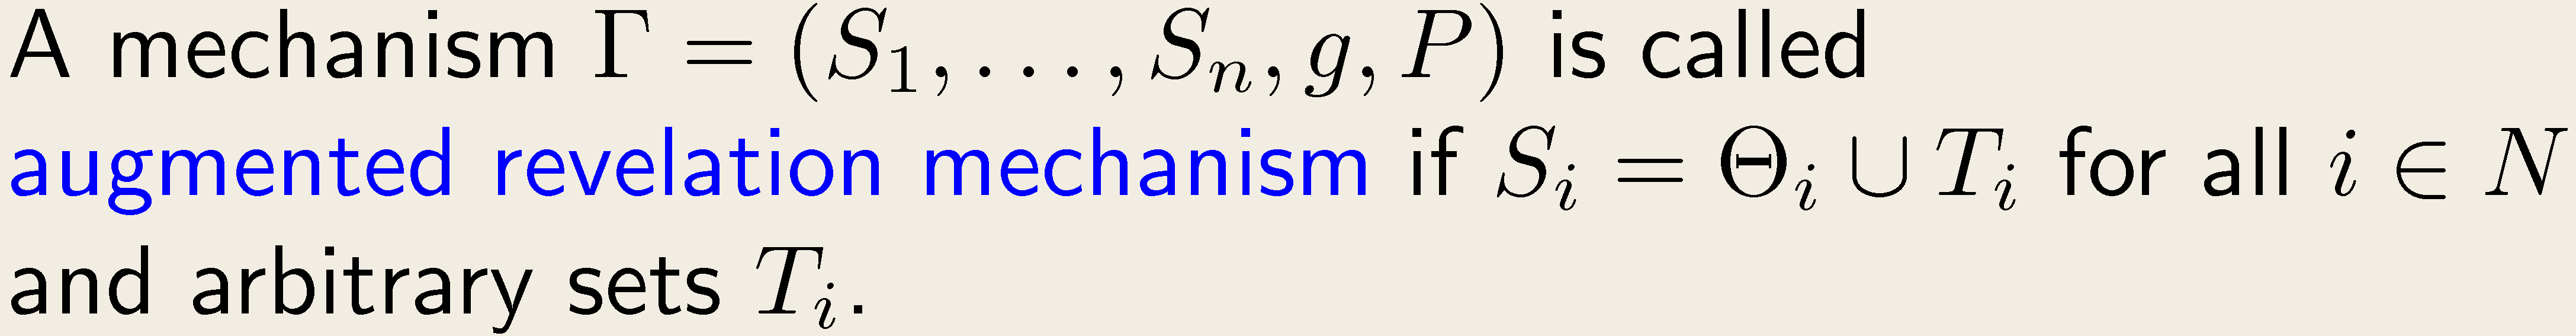 A mechanism Γ = (S₁, . . . , Sₙ, g, P) is called
augmented revelation mechanism if Sᵢ = Θᵢ ∪ Tᵢ for all i ∈ N
and arbitrary sets Tᵢ.